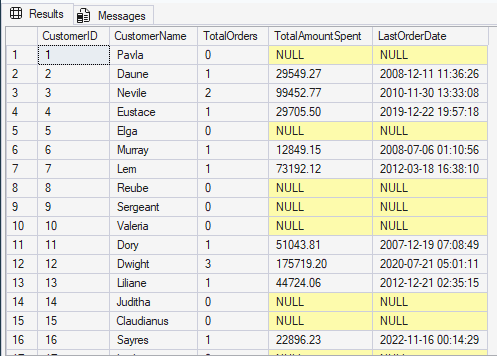 Results Messages
CustomerID CustomerName TotalOrders TotalAmountSpent LastOrderDate
1 1 Pavla 0 NULL NULL
2 2 Daune 1 29549.27 2008-12-11 11:36:26
3 3 Nevile 2 99452.77 2010-11-30 13:33:08
4 4 Eustace 1 29705.50 2019-12-22 19:57:18
5 5 Elga 0 NULL NULL
6 6 Murray 1 12849.15 2008-07-06 01:10:56
7 7 Lem 1 73192.12 2012-03-18 16:38:10
8 8 Reube 0 NULL NULL
9 9 Sergeant 0 NULL NULL
10 10 Valeria 0 NULL NULL
11 11 Dory 1 51043.81 2007-12-19 07:08:49
12 12 Dwight 3 175719.20 2020-07-21 05:01:11
13 13 Liliane 1 44724.06 2012-12-21 02:35:15
14 14 Juditha 0 NULL NULL
15 15 Claudianus 0 NULL NULL
16 16 Sayres 1 22896.23 2022-11-16 00:14:29